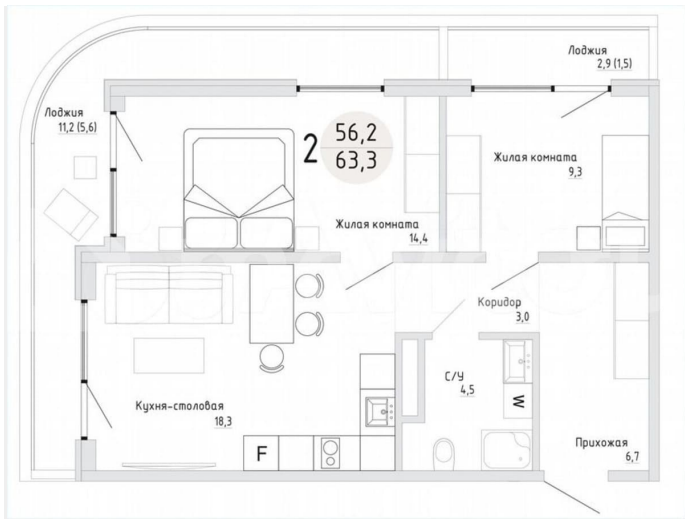 Лоджия
2,9 (1,5)
Лоджия
11,2 (5,6)
2
56,2
63,3
Жилая комната
9,3
Жилая комната
14,4
Коридор
3,0
С/У
4,5
W
Кухня-столовая
18,3
F
Прихожая
6,7